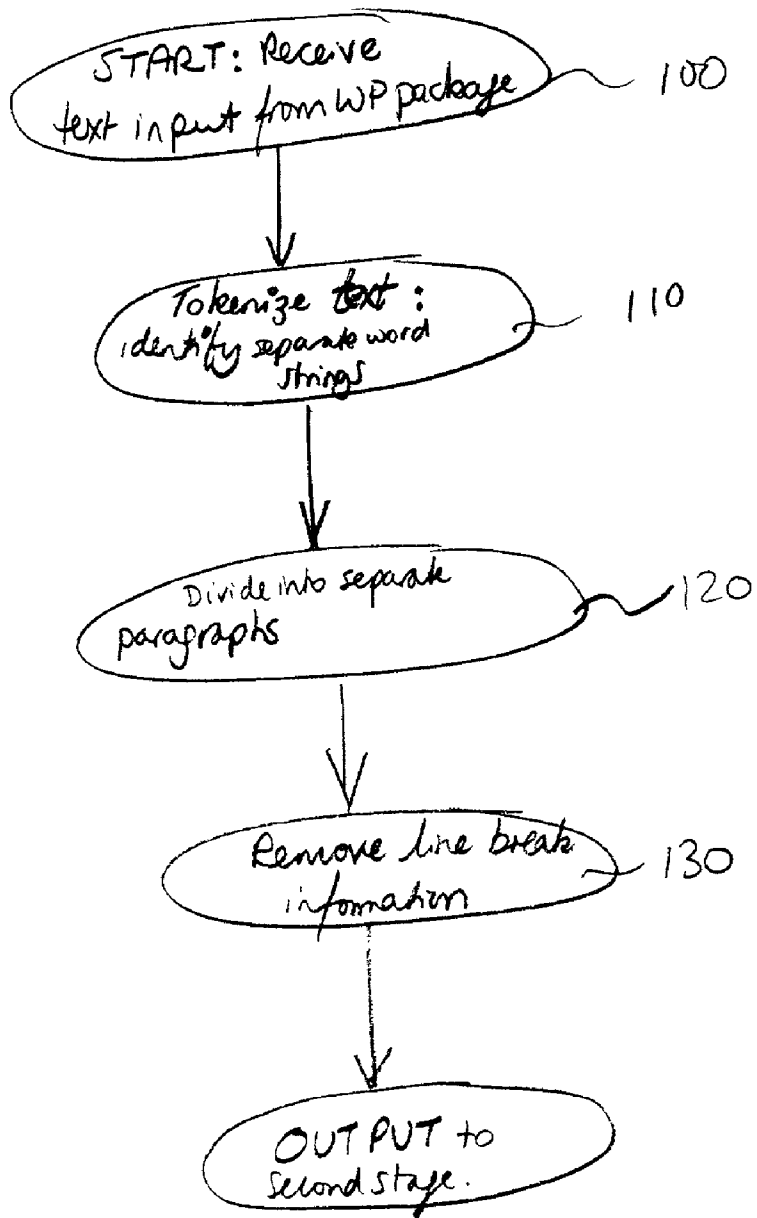 START: Receive
text input from WP package
100
Tokenize text:
identify separate word
strings
110
Divide into separate
paragraphs
120
Remove line break
information
130
OUTPUT to
second stage.